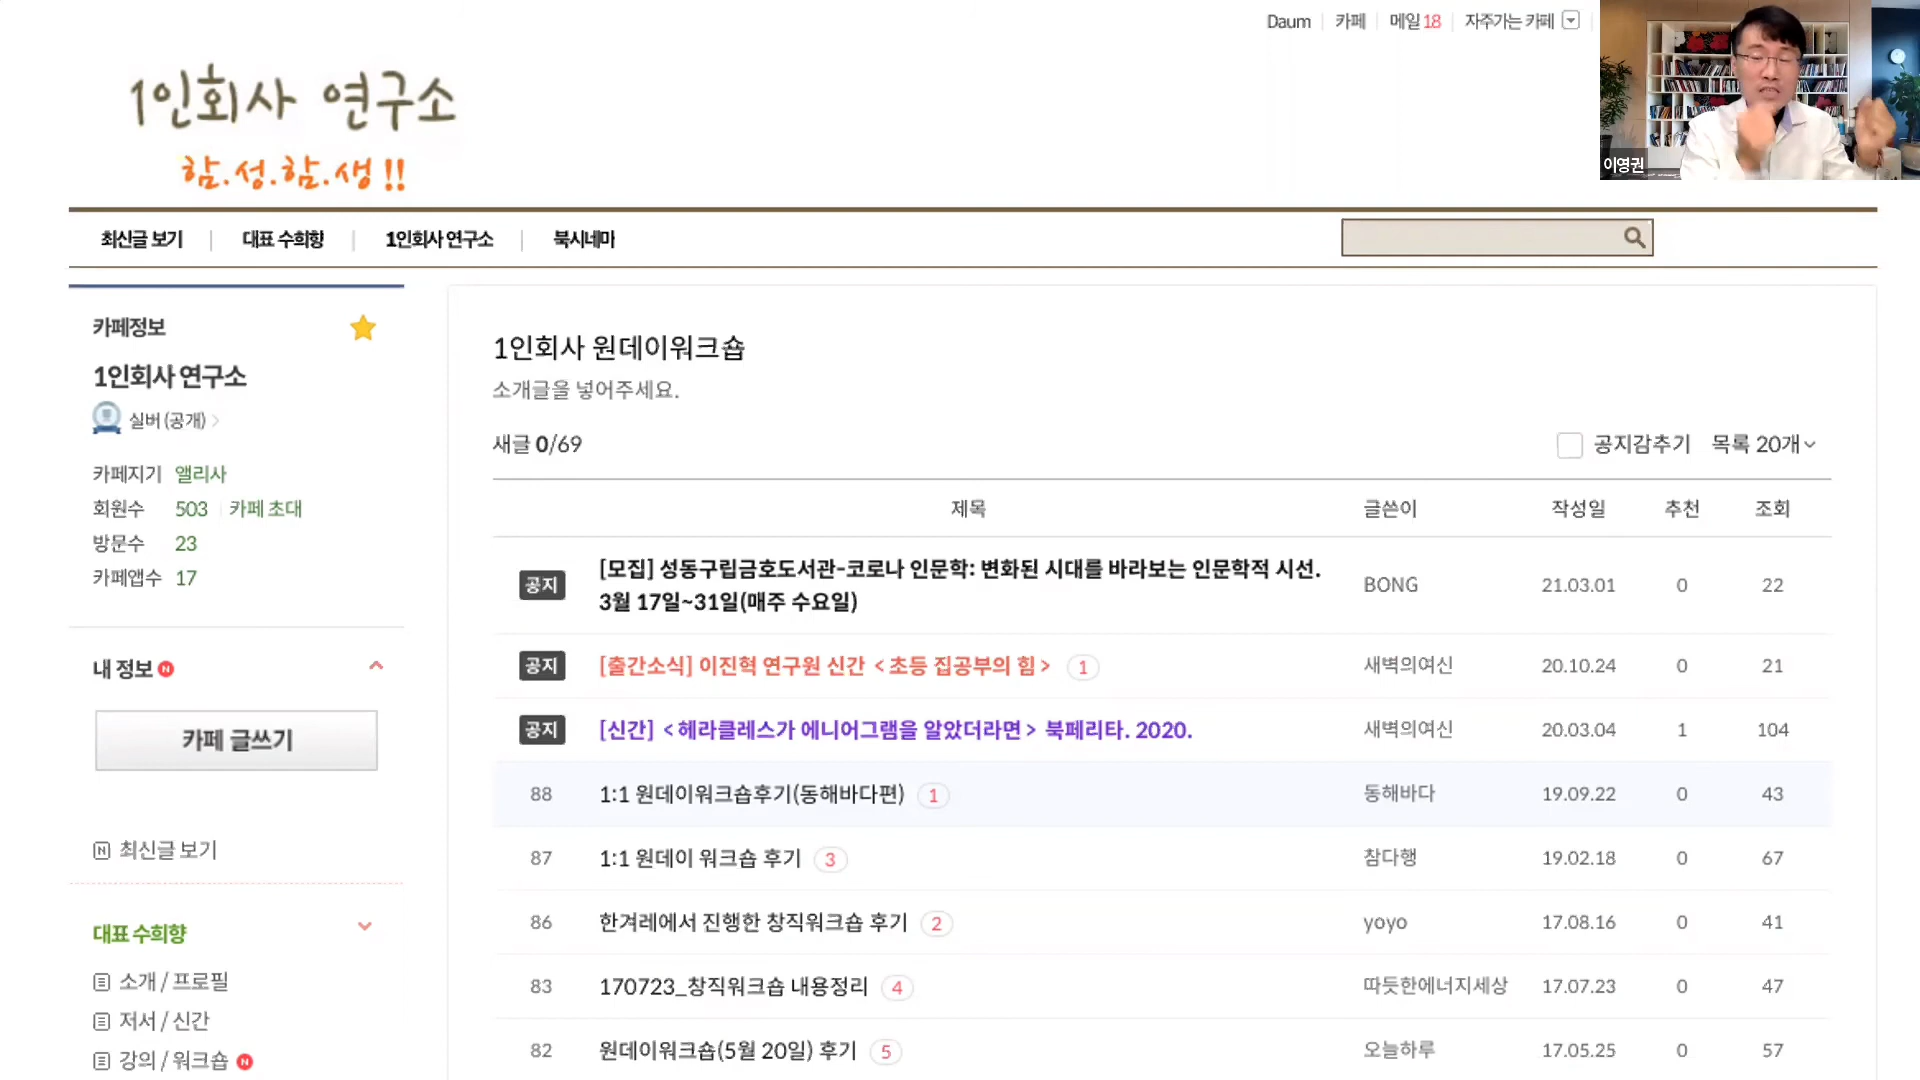 Daum 카페 메일 18 자주가는 카페
이영권
1인회사 연구소
함.성.함.생!!
최신글 보기 대표 수희향 1인회사 연구소 북시네마
카페정보
1인회사 연구소
실버 (공개)
카페지기 앨리사
회원수 503 카페 초대
방문수 23
카페앱수 17
내 정보 N
카페 글쓰기
N 최신글 보기
대표 수희향
소개 / 프로필
저서 / 신간
강의 / 워크숍 N
1인회사 원데이워크숍
소개글을 넣어주세요.
새글 0/69
공지감추기 목록 20개
제목 글쓴이 작성일 추천 조회
공지 [모집] 성동구립금호도서관-코로나 인문학: 변화된 시대를 바라보는 인문학적 시선.
3월 17일~31일(매주 수요일) BONG 21.03.01 0 22
공지 [출간소식] 이진혁 연구원 신간 <초등 집공부의 힘> 1 새벽의여신 20.10.24 0 21
공지 [신간] <헤라클레스가 에니어그램을 알았더라면> 북페리타. 2020. 새벽의여신 20.03.04 1 104
88 1:1 원데이워크숍후기(동해바다편) 1 동해바다 19.09.22 0 43
87 1:1 원데이 워크숍 후기 3 참다행 19.02.18 0 67
86 한겨레에서 진행한 창직워크숍 후기 2 yoyo 17.08.16 0 41
83 170723_창직워크숍 내용정리 4 따듯한에너지세상 17.07.23 0 47
82 원데이워크숍(5월 20일) 후기 5 오늘하루 17.05.25 0 57